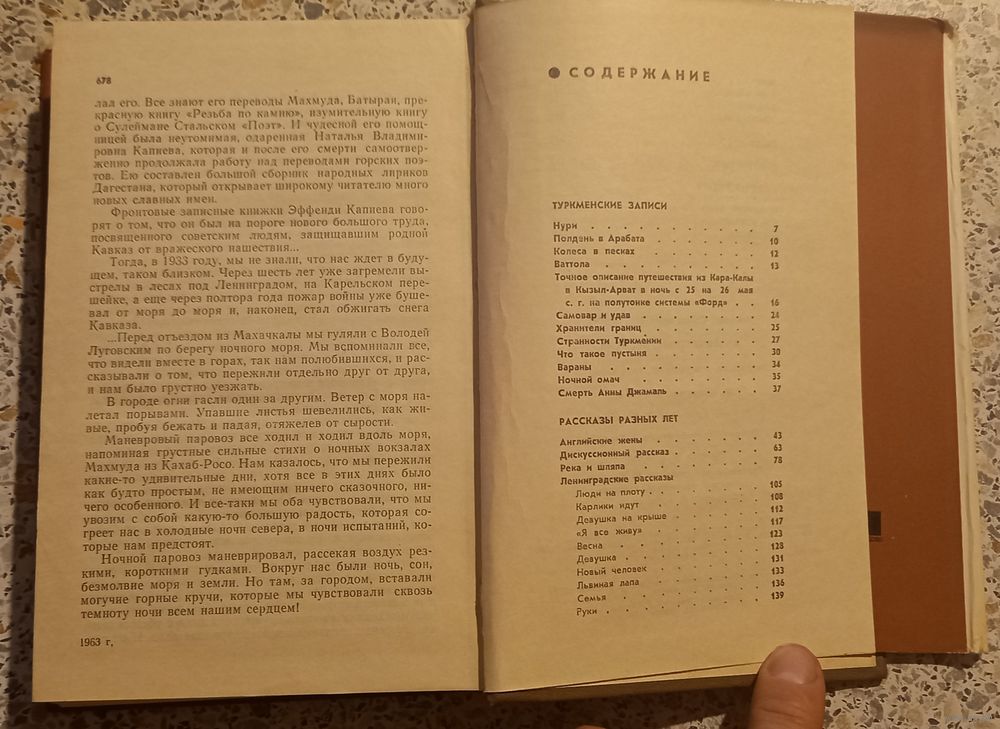 678
лал его. Все знают его переводы Махмуда, Батырая, пре-
красную книгу «Резьба по камню», изумительную книгу
о Сулеймане Стальском «Поэт». И чудесной его помощ-
ницей была неутомимая, одаренная Наталья Владими-
ровна Капиева, которая и после его смерти самоотвер-
женно продолжала работу над переводами горских поэ-
тов. Ею составлен большой сборник народных лириков
Дагестана, который открывает широкому читателю много
новых славных имен.
Фронтовые записные книжки Эффенди Капиева гово-
рят о том, что он был на пороге нового большого труда,
посвященного советским людям, защищавшим родной
Кавказ от вражеского нашествия...
Тогда, в 1933 году, мы не знали, что нас ждет в буду-
щем, таком близком. Через шесть лет уже загремели вы-
стрелы в лесах под Ленинградом, на Карельском пере-
шейке, а еще через полтора года пожар войны уже буше-
вал от моря до моря и, наконец, стал обжигать снега
Кавказа.
...Перед отъездом из Махачкалы мы гуляли с Володей
Луговским по берегу ночного моря. Мы вспоминали все,
что видели вместе в горах, так нам полюбившихся, и рас-
сказывали о том, что пережили отдельно друг от друга,
и нам было грустно уезжать.
В городе огни гасли один за другим. Ветер с моря на-
летал порывами. Упавшие листья шевелились, как жи-
вые, пробуя бежать и падая, отяжелев от сырости.
Маневровый паровоз все ходил и ходил вдоль моря,
напоминая грустные сильные стихи о ночных вокзалах
Махмуда из Кахаб-Росо. Нам казалось, что мы пережили
какие-то удивительные дни, хотя все в этих днях было
как будто простым, не имеющим ничего сказочного, ни-
чего особенного. И все-таки мы оба чувствовали, что мы
увозим с собой какую-то большую радость, которая со-
греет нас в холодные ночи севера, в ночи испытаний, ко-
торые нам предстоят.
Ночной паровоз маневрировал, рассекая воздух рез-
кими, короткими гудками. Вокруг нас были ночь, сон,
безмолвие моря и земли. Но там, за городом, вставали
могучие горные кручи, которые мы чувствовали сквозь
темноту ночи всем нашим сердцем!
1963 г.
● СОДЕРЖАНИЕ
ТУРКМЕНСКИЕ ЗАПИСИ
Нури . . . . . . . . . 7
Полдень в Арабата . . . . . . . 10
Колеса в песках . . . . . . . 12
Ваттола . . . . . . . . . 13
Точное описание путешествия из Кара-Калы
в Кызыл-Арват в ночь с 25 на 26 мая
с. г. на полутонке системы «Форд» . . 16
Самовар и удав . . . . . . . 24
Хранители границ . . . . . . . 25
Странности Туркмении . . . . . . 27
Что такое пустыня . . . . . . . 30
Вараны . . . . . . . . . 34
Ночной омач . . . . . . . 35
Смерть Анны Джамаль . . . . . . 37
РАССКАЗЫ РАЗНЫХ ЛЕТ
Английские жены . . . . . . . 43
Дискуссионный рассказ . . . . . . 63
Река и шляпа . . . . . . . 78
Ленинградские рассказы
Люди на плоту . . . . . . . 105
Карлики идут . . . . . . . 108
Девушка на крыше . . . . . . 112
«Я все живу» . . . . . . . 117
Весна . . . . . . . . 123
Девушка . . . . . . . . 128
Новый человек . . . . . . . 131
Львиная лапа . . . . . . . 133
Семья . . . . . . . . 136
Руки . . . . . . . . 139